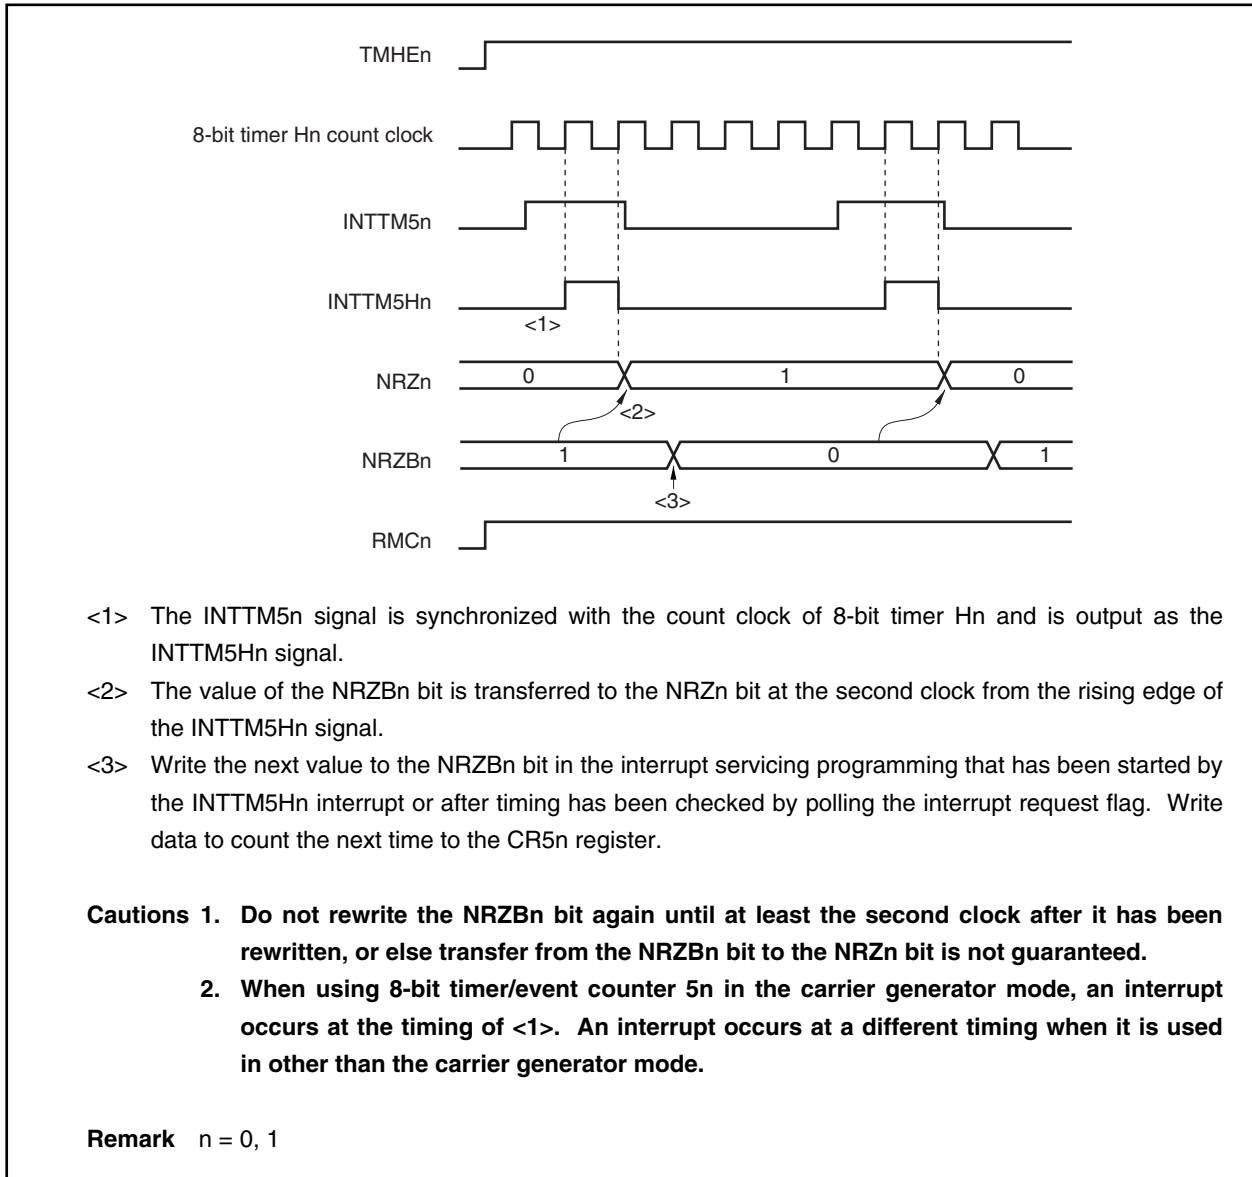 TMHEn
8-bit timer Hn count clock
INTTM5n
INTTM5Hn
<1>
NRZn 0 1 0
<2>
NRZBn 1 0 1
<3>
RMCn
<1> The INTTM5n signal is synchronized with the count clock of 8-bit timer Hn and is output as the
INTTM5Hn signal.
<2> The value of the NRZBn bit is transferred to the NRZn bit at the second clock from the rising edge of
the INTTM5Hn signal.
<3> Write the next value to the NRZBn bit in the interrupt servicing programming that has been started by
the INTTM5Hn interrupt or after timing has been checked by polling the interrupt request flag. Write
data to count the next time to the CR5n register.
Cautions 1. Do not rewrite the NRZBn bit again until at least the second clock after it has been
rewritten, or else transfer from the NRZBn bit to the NRZn bit is not guaranteed.
2. When using 8-bit timer/event counter 5n in the carrier generator mode, an interrupt
occurs at the timing of <1>. An interrupt occurs at a different timing when it is used
in other than the carrier generator mode.
Remark n = 0, 1